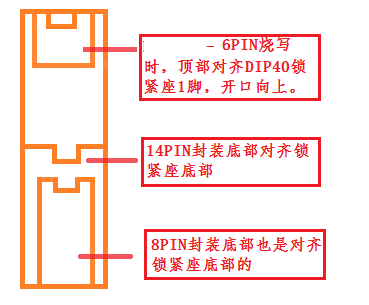 – 6PIN烧写
时，顶部对齐DIP40锁
紧座1脚，开口向上。
14PIN封装底部对齐锁
紧座底部
8PIN封装底部也是对齐
锁紧座底部的